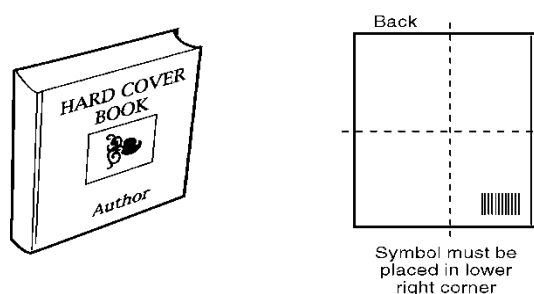 HARD COVER
BOOK
Author
Back
Symbol must be
placed in lower
right corner